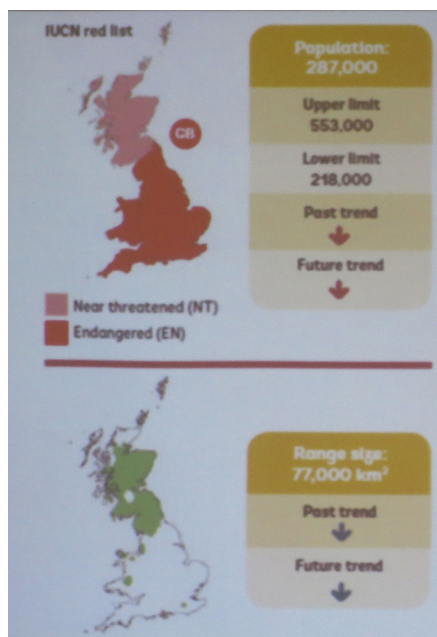 IUCN red list
Population:
287,000
Upper limit
553,000
CB
Lower limit
218,000
Past trend
Future trend
Near threatened (NT)
Endangered (EN)
Range size:
77,000 km²
Past trend
Future trend